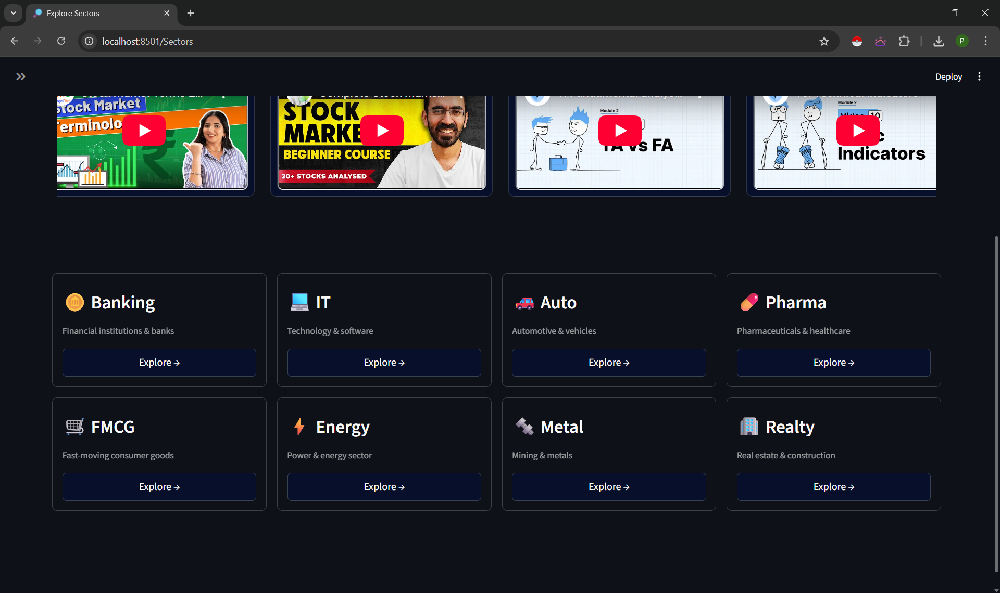 Explore Sectors
localhost:8501/Sectors
P
Deploy
Stock Market
STOCK
MARKE
BEGINNER COURSE
20+ STOCKS ANALYSED
Module 2
TA vs FA
Module 2
Video 10
Indicators
Banking
Financial institutions & banks
Explore →
IT
Technology & software
Explore →
Auto
Automotive & vehicles
Explore →
Pharma
Pharmaceuticals & healthcare
Explore →
FMCG
Fast-moving consumer goods
Explore →
Energy
Power & energy sector
Explore →
Metal
Mining & metals
Explore →
Realty
Real estate & construction
Explore →